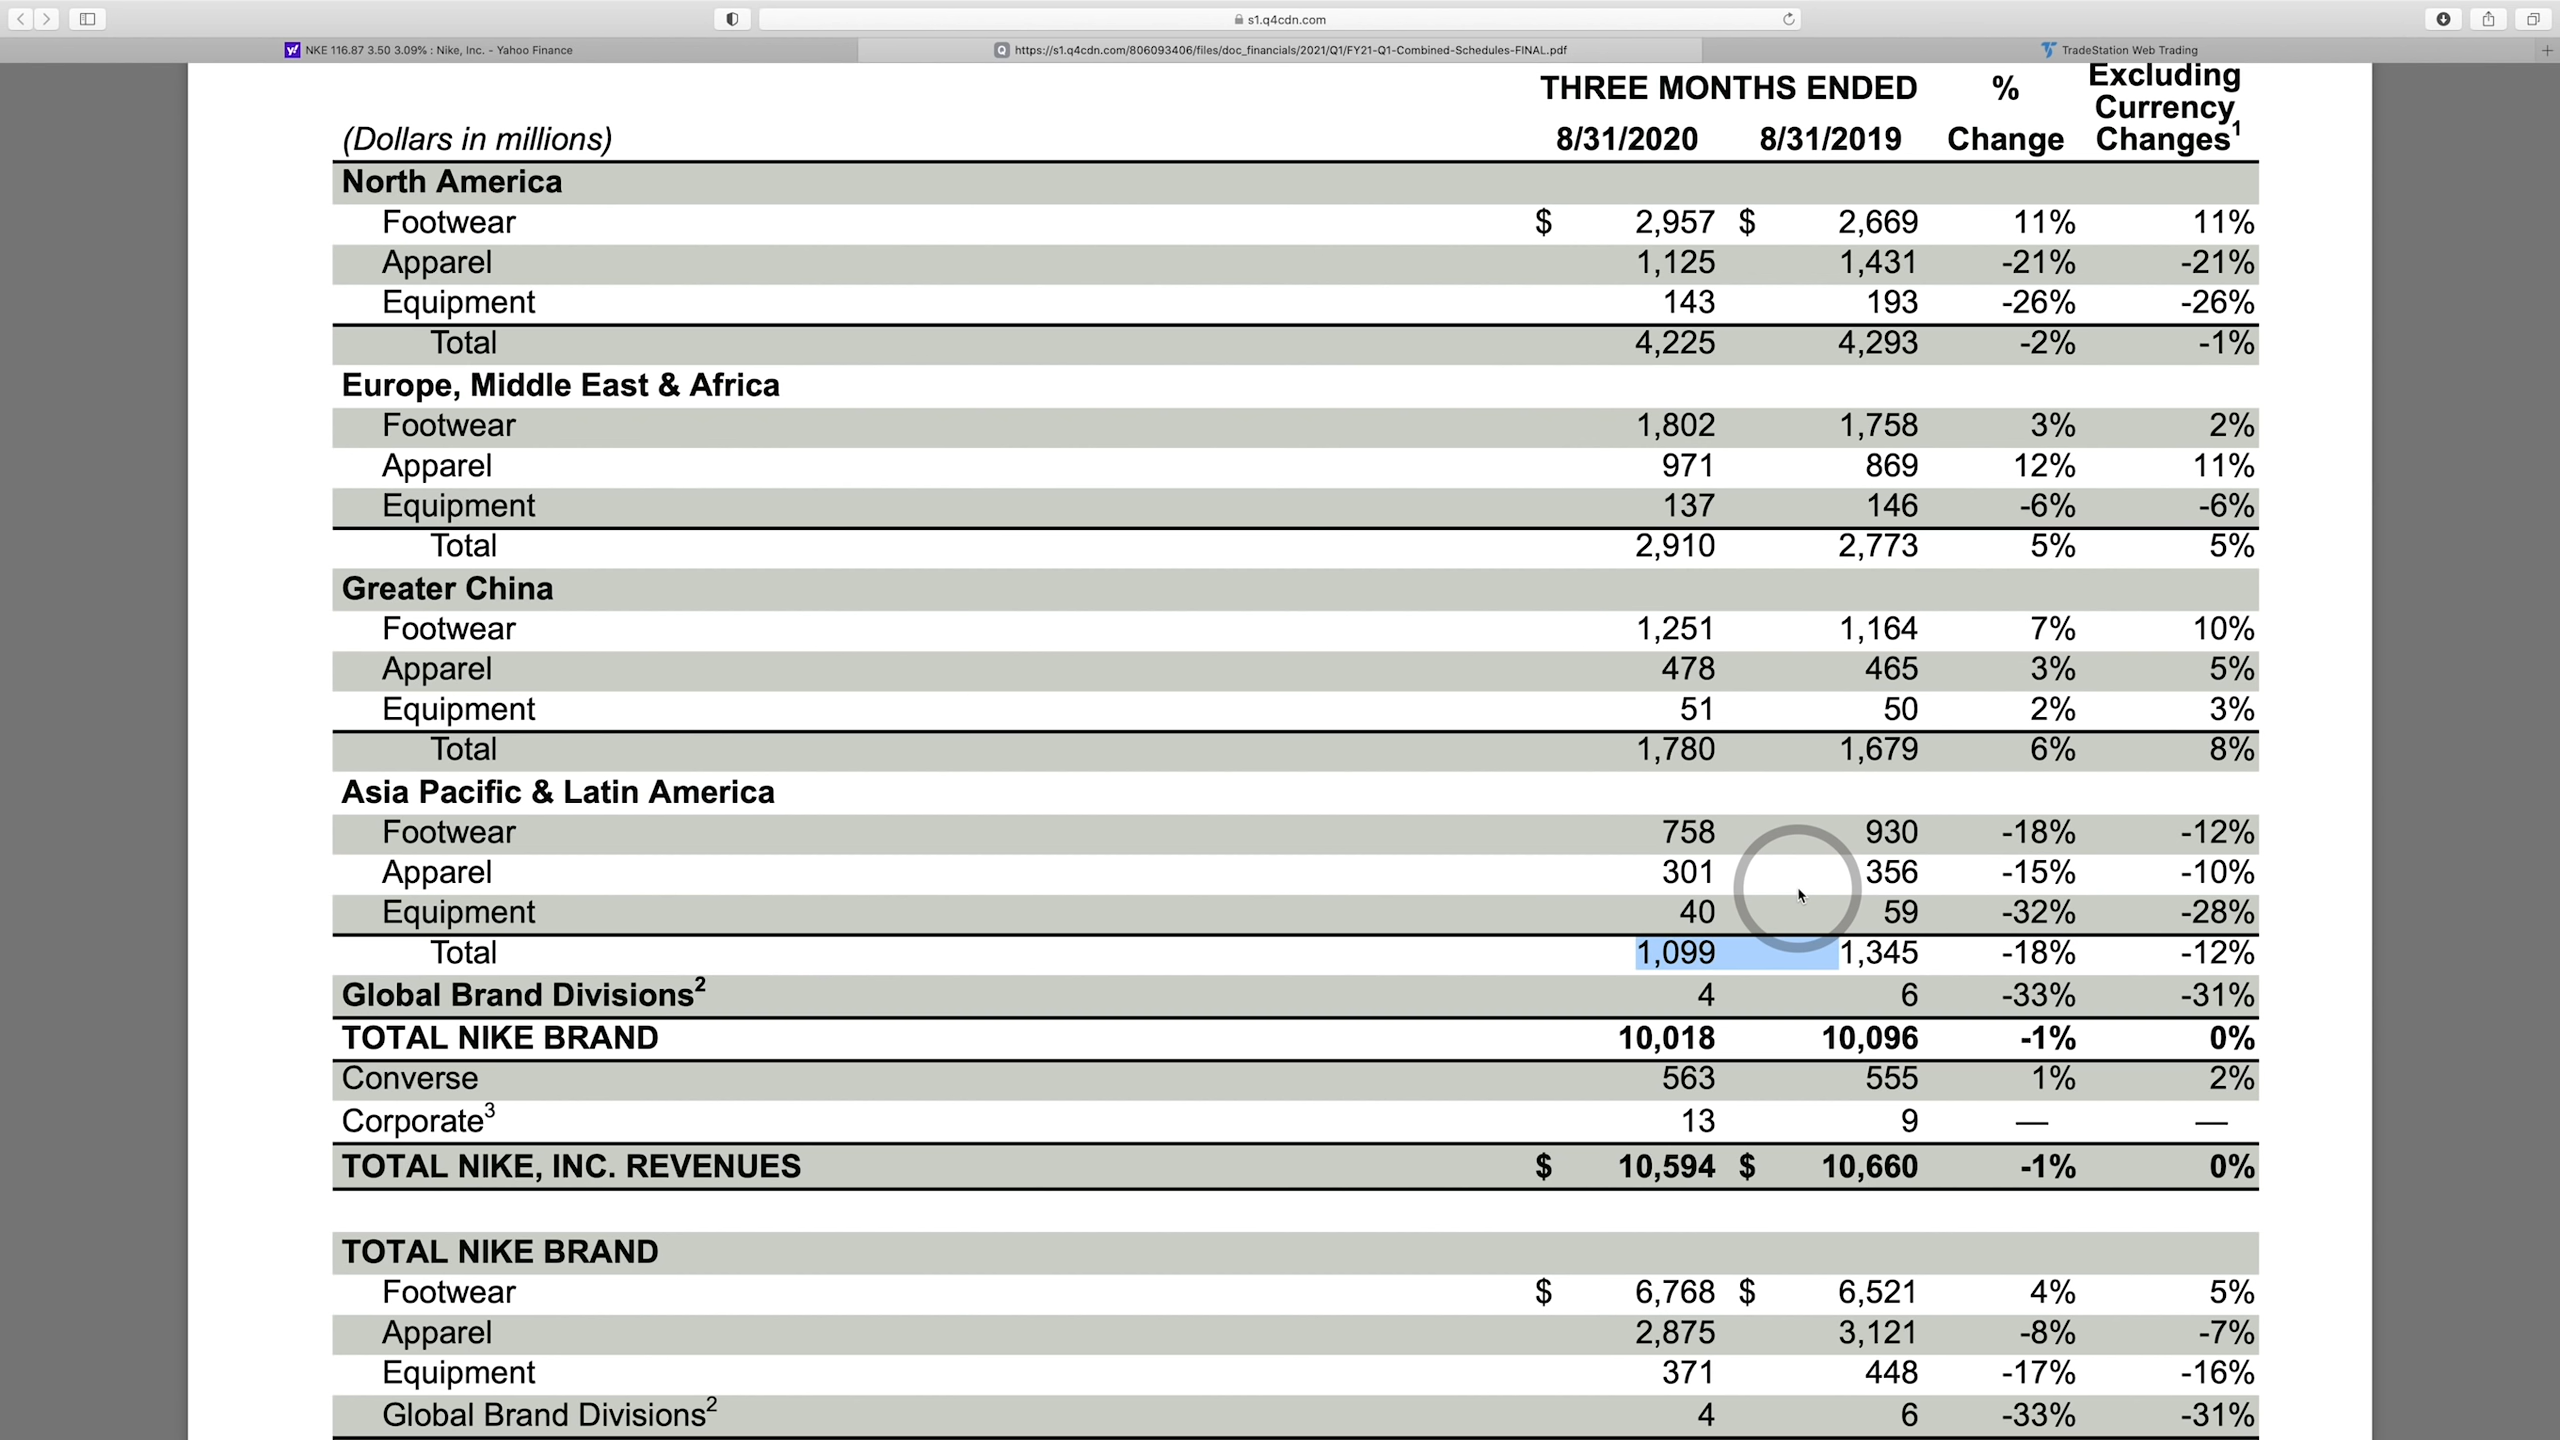 s1.q4cdn.com
NKE 116.87 3.50 3.09% : Nike, Inc. - Yahoo Finance
https://s1.q4cdn.com/806093406/files/doc_financials/2021/Q1/FY21-Q1-Combined-Schedules-FINAL.pdf
TradeStation Web Trading
THREE MONTHS ENDED % Excluding Currency Changes1
(Dollars in millions) 8/31/2020 8/31/2019 Change
North America
Footwear $ 2,957 $ 2,669 11% 11%
Apparel 1,125 1,431 -21% -21%
Equipment 143 193 -26% -26%
Total 4,225 4,293 -2% -1%
Europe, Middle East & Africa
Footwear 1,802 1,758 3% 2%
Apparel 971 869 12% 11%
Equipment 137 146 -6% -6%
Total 2,910 2,773 5% 5%
Greater China
Footwear 1,251 1,164 7% 10%
Apparel 478 465 3% 5%
Equipment 51 50 2% 3%
Total 1,780 1,679 6% 8%
Asia Pacific & Latin America
Footwear 758 930 -18% -12%
Apparel 301 356 -15% -10%
Equipment 40 59 -32% -28%
Total 1,099 1,345 -18% -12%
Global Brand Divisions2 4 6 -33% -31%
TOTAL NIKE BRAND 10,018 10,096 -1% 0%
Converse 563 555 1% 2%
Corporate3 13 9 — —
TOTAL NIKE, INC. REVENUES $ 10,594 $ 10,660 -1% 0%
TOTAL NIKE BRAND
Footwear $ 6,768 $ 6,521 4% 5%
Apparel 2,875 3,121 -8% -7%
Equipment 371 448 -17% -16%
Global Brand Divisions2 4 6 -33% -31%